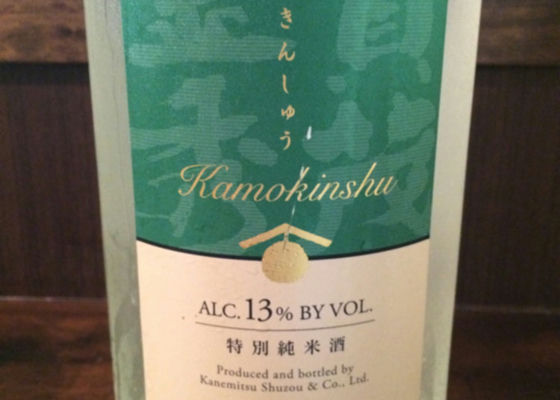 きんしゅう
Kamokinshu
ALC. 13% BY VOL.
特別純米酒
Produced and bottled by
Kanemitsu Shuzou & Co., Ltd.